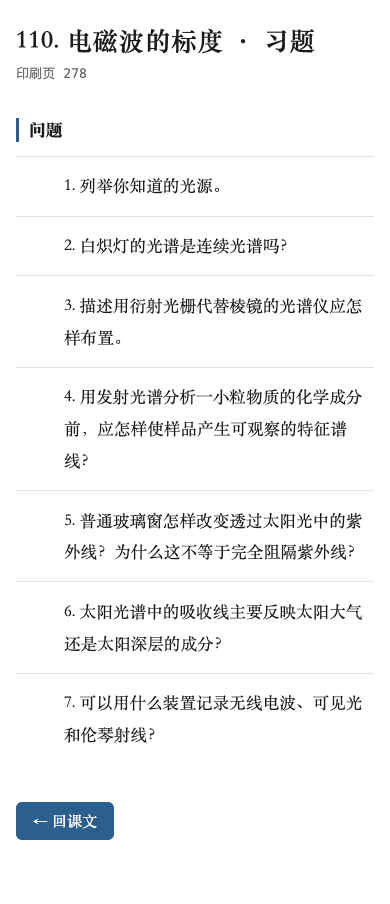 110. 电磁波的标度 · 习题
印刷页 278
问题
1. 列举你知道的光源。
2. 白炽灯的光谱是连续光谱吗?
3. 描述用衍射光栅代替棱镜的光谱仪应怎
样布置。
4. 用发射光谱分析一小粒物质的化学成分
前，应怎样使样品产生可观察的特征谱
线?
5. 普通玻璃窗怎样改变透过太阳光中的紫
外线? 为什么这不等于完全阻隔紫外线?
6. 太阳光谱中的吸收线主要反映太阳大气
还是太阳深层的成分?
7. 可以用什么装置记录无线电波、可见光
和伦琴射线?
← 回课文